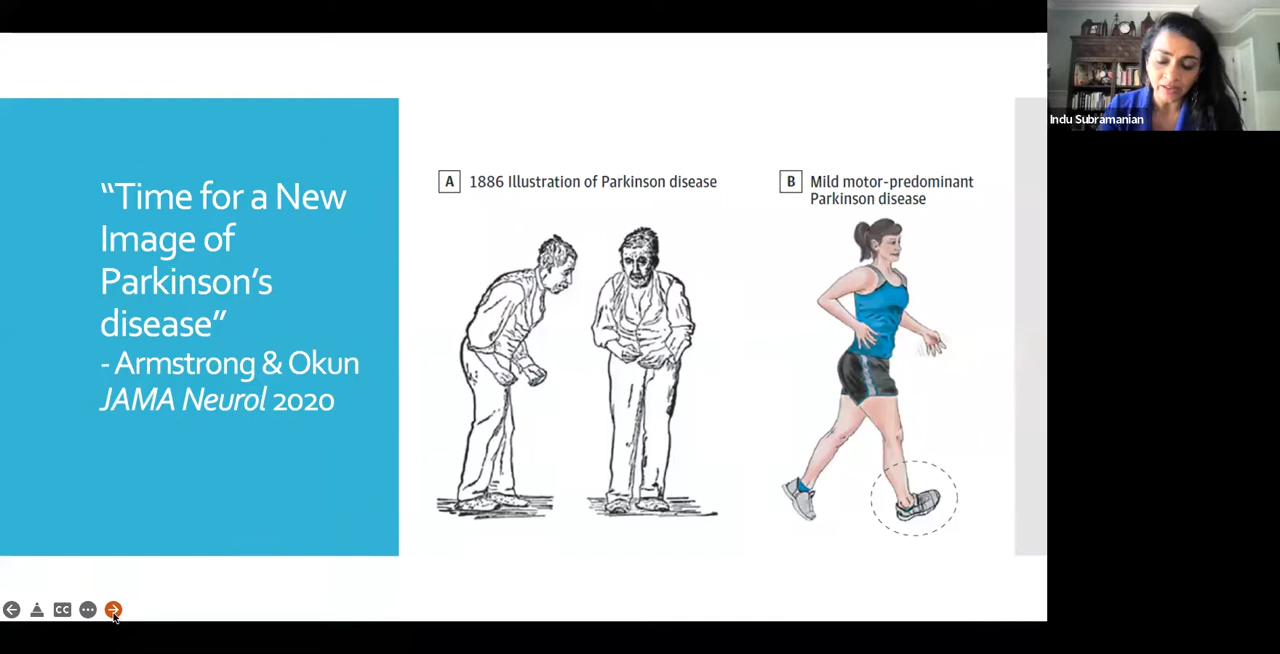 “Time for a New
Image of
Parkinson’s
disease”
- Armstrong & Okun
JAMA Neurol 2020
A 1886 Illustration of Parkinson disease
B Mild motor-predominant
Parkinson disease
Indu Subramanian
CC